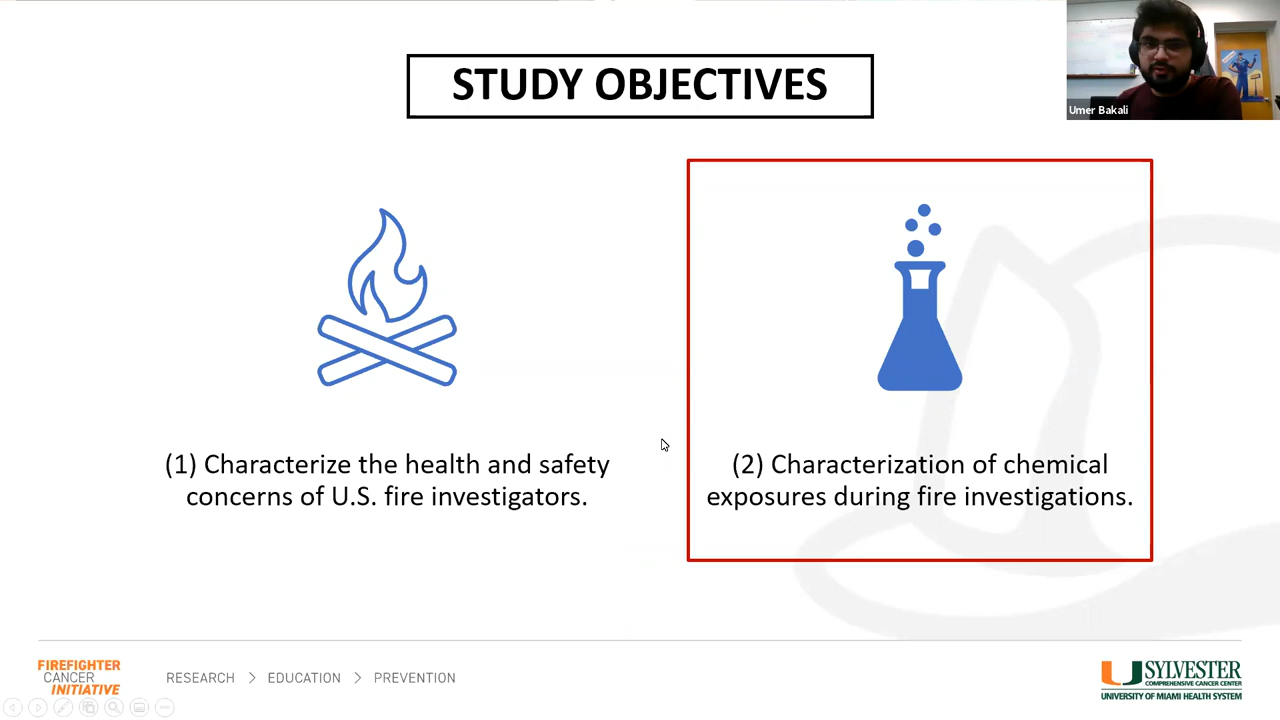 STUDY OBJECTIVES
Umer Bakali
(1) Characterize the health and safety
concerns of U.S. fire investigators.
(2) Characterization of chemical
exposures during fire investigations.
FIREFIGHTER
CANCER
INITIATIVE
RESEARCH > EDUCATION > PREVENTION
SYLVESTER
COMPREHENSIVE CANCER CENTER
UNIVERSITY OF MIAMI HEALTH SYSTEM